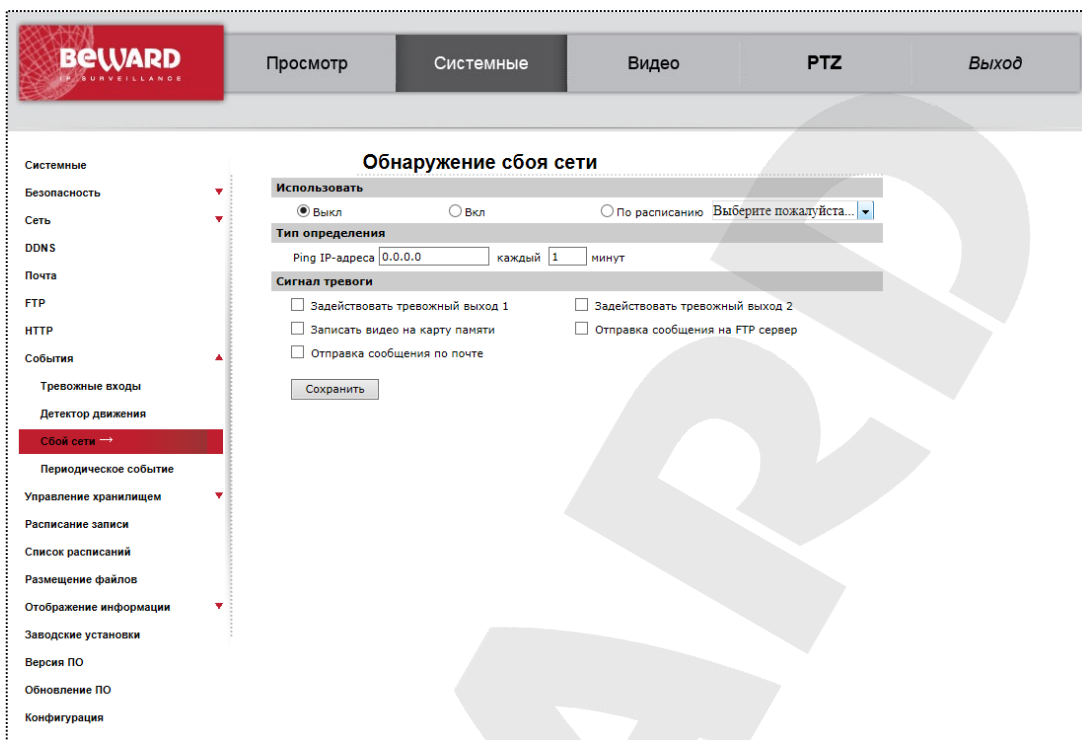 BEWARD
IP SURVEILLANCE
Просмотр
Системные
Видео
PTZ
Выход
Системные
Безопасность
Сеть
DDNS
Почта
FTP
HTTP
События
Тревожные входы
Детектор движения
Сбой сети →
Периодическое событие
Управление хранилищем
Расписание записи
Список расписаний
Размещение файлов
Отображение информации
Заводские установки
Версия ПО
Обновление ПО
Конфигурация
Обнаружение сбоя сети
Использовать
Выкл Вкл По расписанию Выберите пожалуйста...
Тип определения
Ping IP-адреса 0.0.0.0 каждый 1 минут
Сигнал тревоги
Задействовать тревожный выход 1 Задействовать тревожный выход 2
Записать видео на карту памяти Отправка сообщения на FTP сервер
Отправка сообщения по почте
Сохранить
ARD